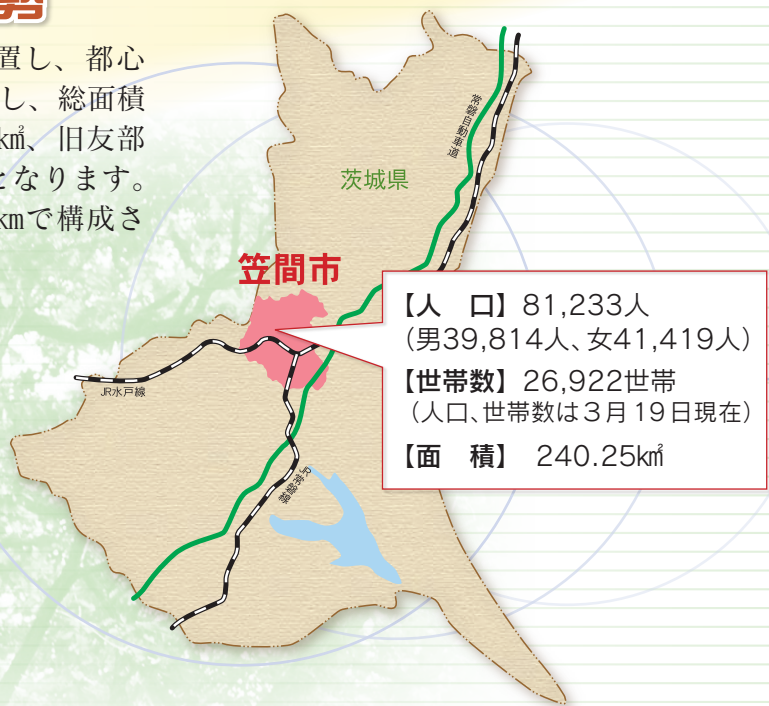 勢
置し、都心
し、総面積
k㎡、旧友部
となります。
kmで構成さ
常磐自動車道
茨城県
笠間市
【人　口】81,233人
（男39,814人、女41,419人）
【世帯数】26,922世帯
（人口、世帯数は３月19日現在）
【面　積】 240.25k㎡
JR水戸線
JR常磐線